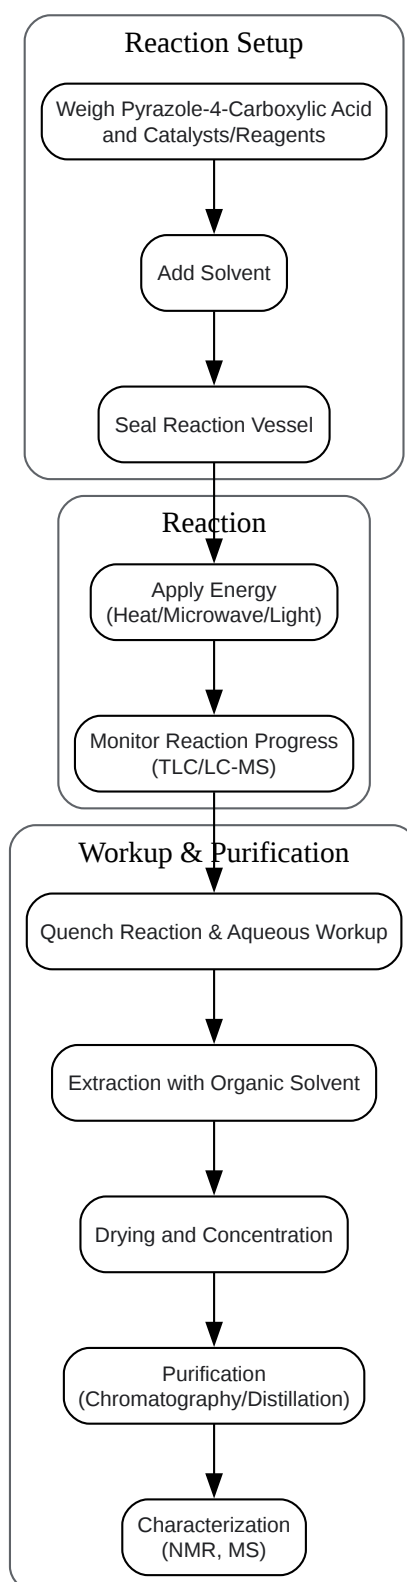 Reaction Setup
Weigh Pyrazole-4-Carboxylic Acid
and Catalysts/Reagents
Add Solvent
Seal Reaction Vessel
Reaction
Apply Energy
(Heat/Microwave/Light)
Monitor Reaction Progress
(TLC/LC-MS)
Workup & Purification
Quench Reaction & Aqueous Workup
Extraction with Organic Solvent
Drying and Concentration
Purification
(Chromatography/Distillation)
Characterization
(NMR, MS)